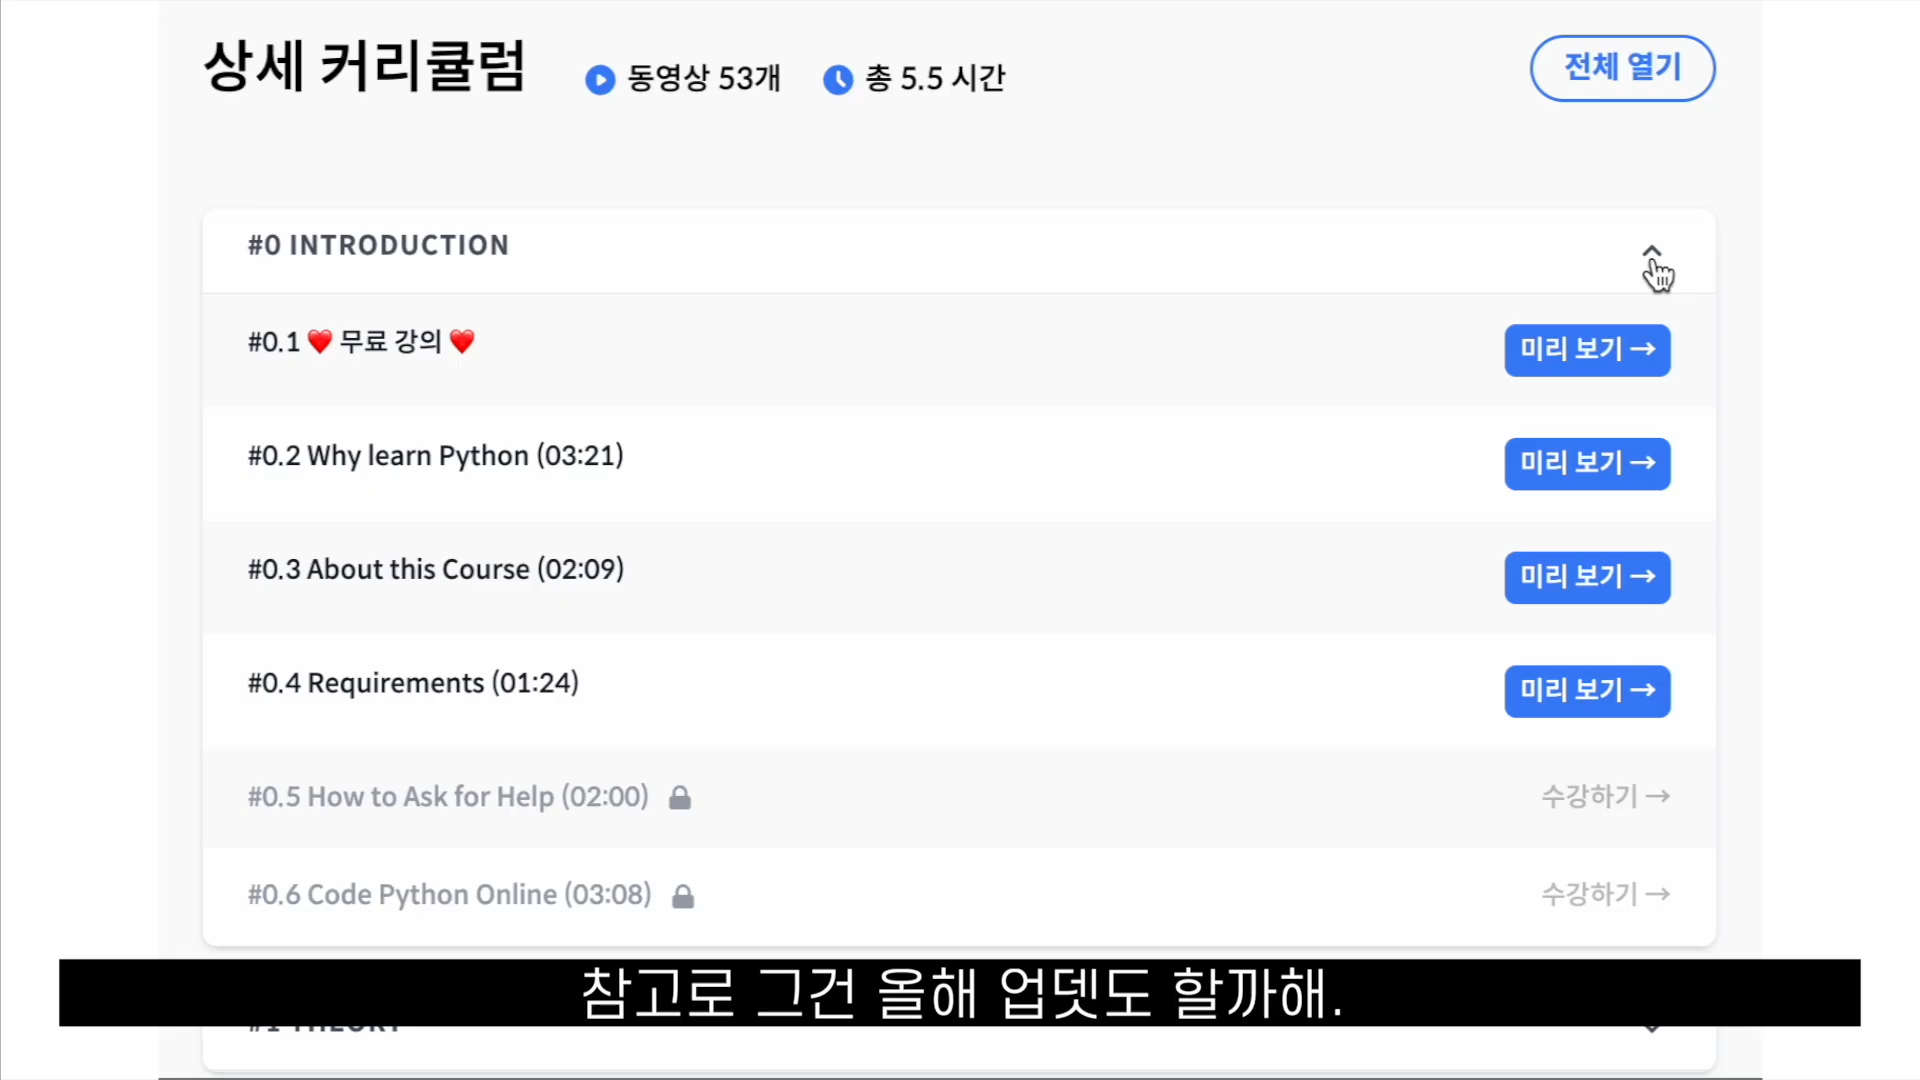 상세 커리큘럼 동영상 53개 총 5.5 시간 전체 열기
#0 INTRODUCTION
#0.1 ❤️ 무료 강의 ❤️ 미리 보기 →
#0.2 Why learn Python (03:21) 미리 보기 →
#0.3 About this Course (02:09) 미리 보기 →
#0.4 Requirements (01:24) 미리 보기 →
#0.5 How to Ask for Help (02:00) 수강하기 →
#0.6 Code Python Online (03:08) 수강하기 →
참고로 그건 올해 업뎃도 할까해.
#1 THEORY